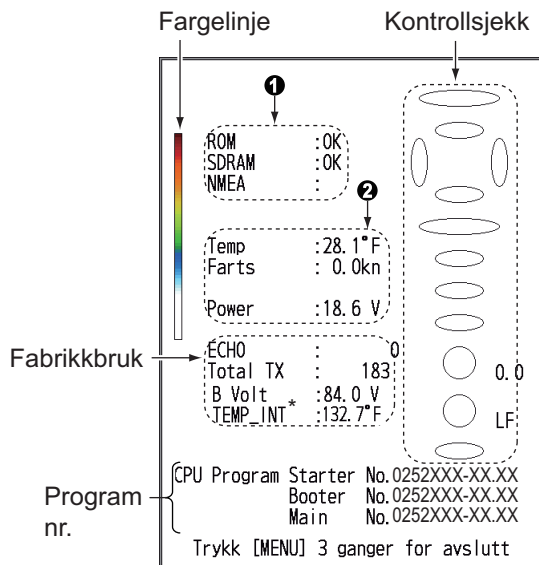 Fargelinje Kontrollsjekk
❶
ROM :OK
SDRAM :OK
NMEA :
❷
Temp :28.1°F
Farts : 0.0kn
Power :18.6 V
Fabrikkbruk
ECHO : 0
Total TX : 183
B Volt :84.0 V
TEMP_INT* :132.7°F
0.0
LF
Program nr.
CPU Program Starter No.0252XXX-XX.XX
Booter No.0252XXX-XX.XX
Main No.0252XXX-XX.XX
Trykk [MENU] 3 ganger for avslutt